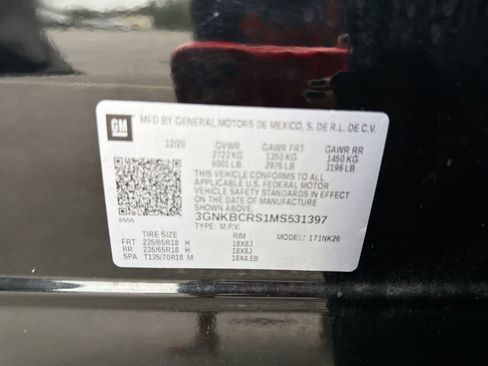 GM
MFD BY GENERAL MOTORS DE MEXICO, S. DE R.L. DE C.V.
12/20 GVWR GAWR FRT GAWR RR
2722 KG 1350 KG 1450 KG
6001 LB 2976 LB 3196 LB
THIS VEHICLE CONFORMS TO ALL APPLICABLE
U.S. FEDERAL MOTOR
VEHICLE SAFETY STANDARDS IN EFFECT
ON THE DATE OF MANUFACTURE
SHOWN ABOVE.
3GNKBCRS1MS531397
TYPE: M.P.V. MODEL: 1T1NK26
TIRE SIZE RIM
FRT 235/65R18 H 18X8J
RR 235/65R18 H 18X8J
SPA T135/70R18 M 18X4.5B